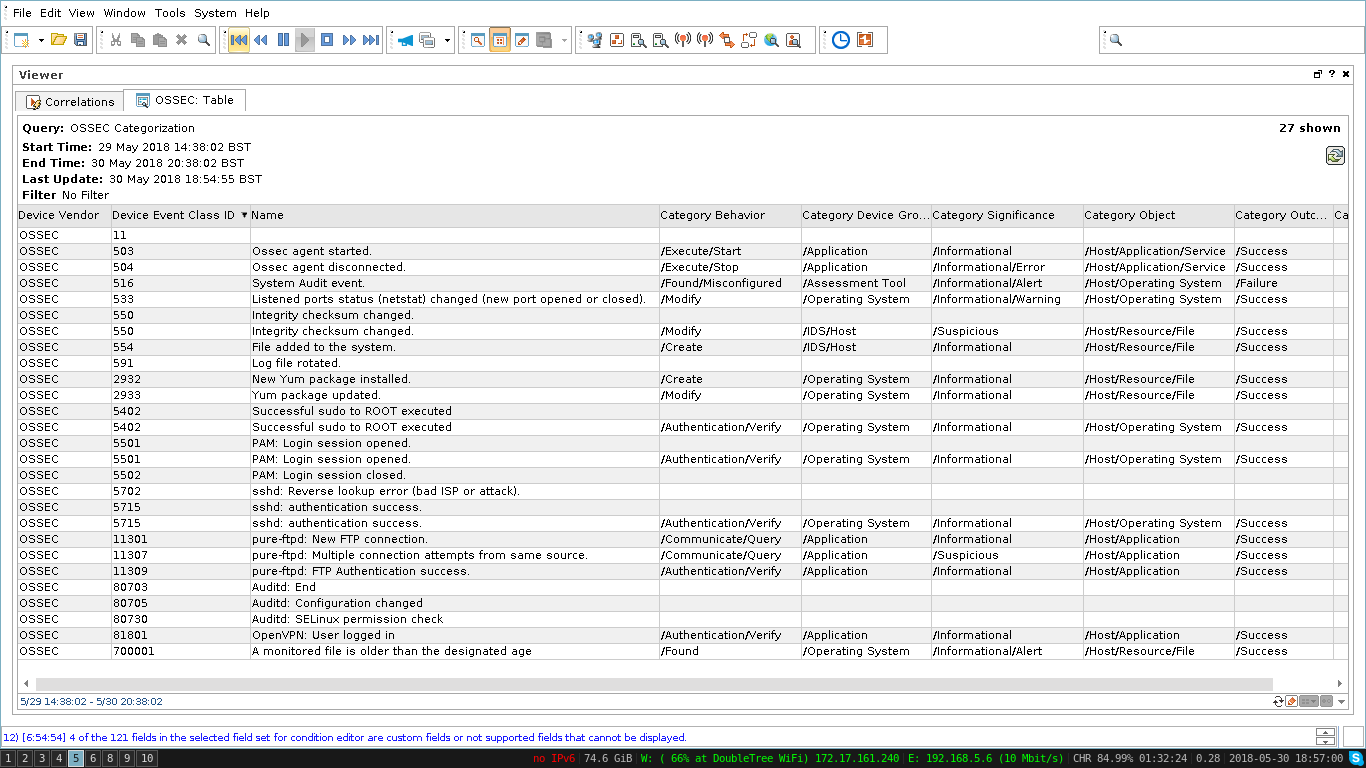 File Edit View Window Tools System Help
Viewer
Correlations OSSEC: Table
Query: OSSEC Categorization 27 shown
Start Time: 29 May 2018 14:38:02 BST
End Time: 30 May 2018 20:38:02 BST
Last Update: 30 May 2018 18:54:55 BST
Filter No Filter
Device Vendor Device Event Class ID ▼ Name Category Behavior Category Device Gro... Category Significance Category Object Category Outc... Ca
OSSEC 11
OSSEC 503 Ossec agent started. /Execute/Start /Application /Informational /Host/Application/Service /Success
OSSEC 504 Ossec agent disconnected. /Execute/Stop /Application /Informational/Error /Host/Application/Service /Success
OSSEC 516 System Audit event. /Found/Misconfigured /Assessment Tool /Informational/Alert /Host/Operating System /Failure
OSSEC 533 Listened ports status (netstat) changed (new port opened or closed). /Modify /Operating System /Informational/Warning /Host/Operating System /Success
OSSEC 550 Integrity checksum changed.
OSSEC 550 Integrity checksum changed. /Modify /IDS/Host /Suspicious /Host/Resource/File /Success
OSSEC 554 File added to the system. /Create /IDS/Host /Informational /Host/Resource/File /Success
OSSEC 591 Log file rotated.
OSSEC 2932 New Yum package installed. /Create /Operating System /Informational /Host/Resource/File /Success
OSSEC 2933 Yum package updated. /Modify /Operating System /Informational /Host/Resource/File /Success
OSSEC 5402 Successful sudo to ROOT executed
OSSEC 5402 Successful sudo to ROOT executed /Authentication/Verify /Operating System /Informational /Host/Operating System /Success
OSSEC 5501 PAM: Login session opened.
OSSEC 5501 PAM: Login session opened. /Authentication/Verify /Operating System /Informational /Host/Operating System /Success
OSSEC 5502 PAM: Login session closed.
OSSEC 5702 sshd: Reverse lookup error (bad ISP or attack).
OSSEC 5715 sshd: authentication success.
OSSEC 5715 sshd: authentication success. /Authentication/Verify /Operating System /Informational /Host/Operating System /Success
OSSEC 11301 pure-ftpd: New FTP connection. /Communicate/Query /Application /Informational /Host/Application /Success
OSSEC 11307 pure-ftpd: Multiple connection attempts from same source. /Communicate/Query /Application /Suspicious /Host/Application /Success
OSSEC 11309 pure-ftpd: FTP Authentication success. /Authentication/Verify /Application /Informational /Host/Application /Success
OSSEC 80703 Auditd: End
OSSEC 80705 Auditd: Configuration changed
OSSEC 80730 Auditd: SELinux permission check
OSSEC 81801 OpenVPN: User logged in /Authentication/Verify /Application /Informational /Host/Application /Success
OSSEC 700001 A monitored file is older than the designated age /Found /Operating System /Informational/Alert /Host/Resource/File /Success
5/29 14:38:02 - 5/30 20:38:02
12) [6:54:54] 4 of the 121 fields in the selected field set for condition editor are custom fields or not supported fields that cannot be displayed.
1 2 3 4 5 6 8 9 10 no IPv6 74.6 GiB W: ( 66% at DoubleTree WiFi) 172.17.161.240 E: 192.168.5.6 (10 Mbit/s) CHR 84.99% 01:32:24 0.28 2018-05-30 18:57:00